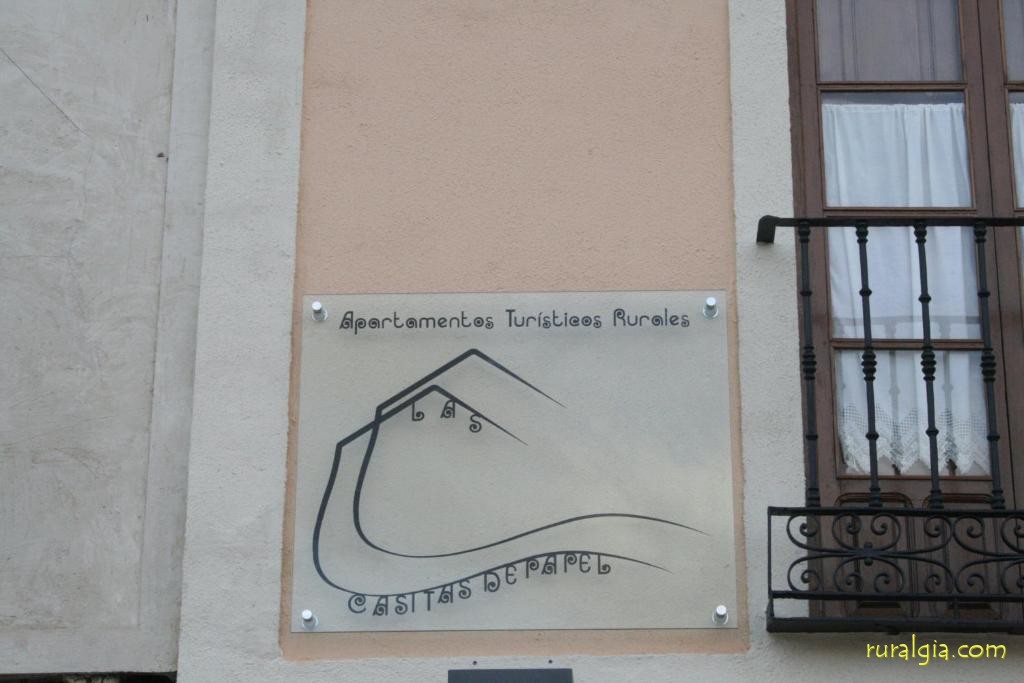 Apartamentos Turísticos Rurales
LAS
CASITAS DE PAPEL
ruralgia.com